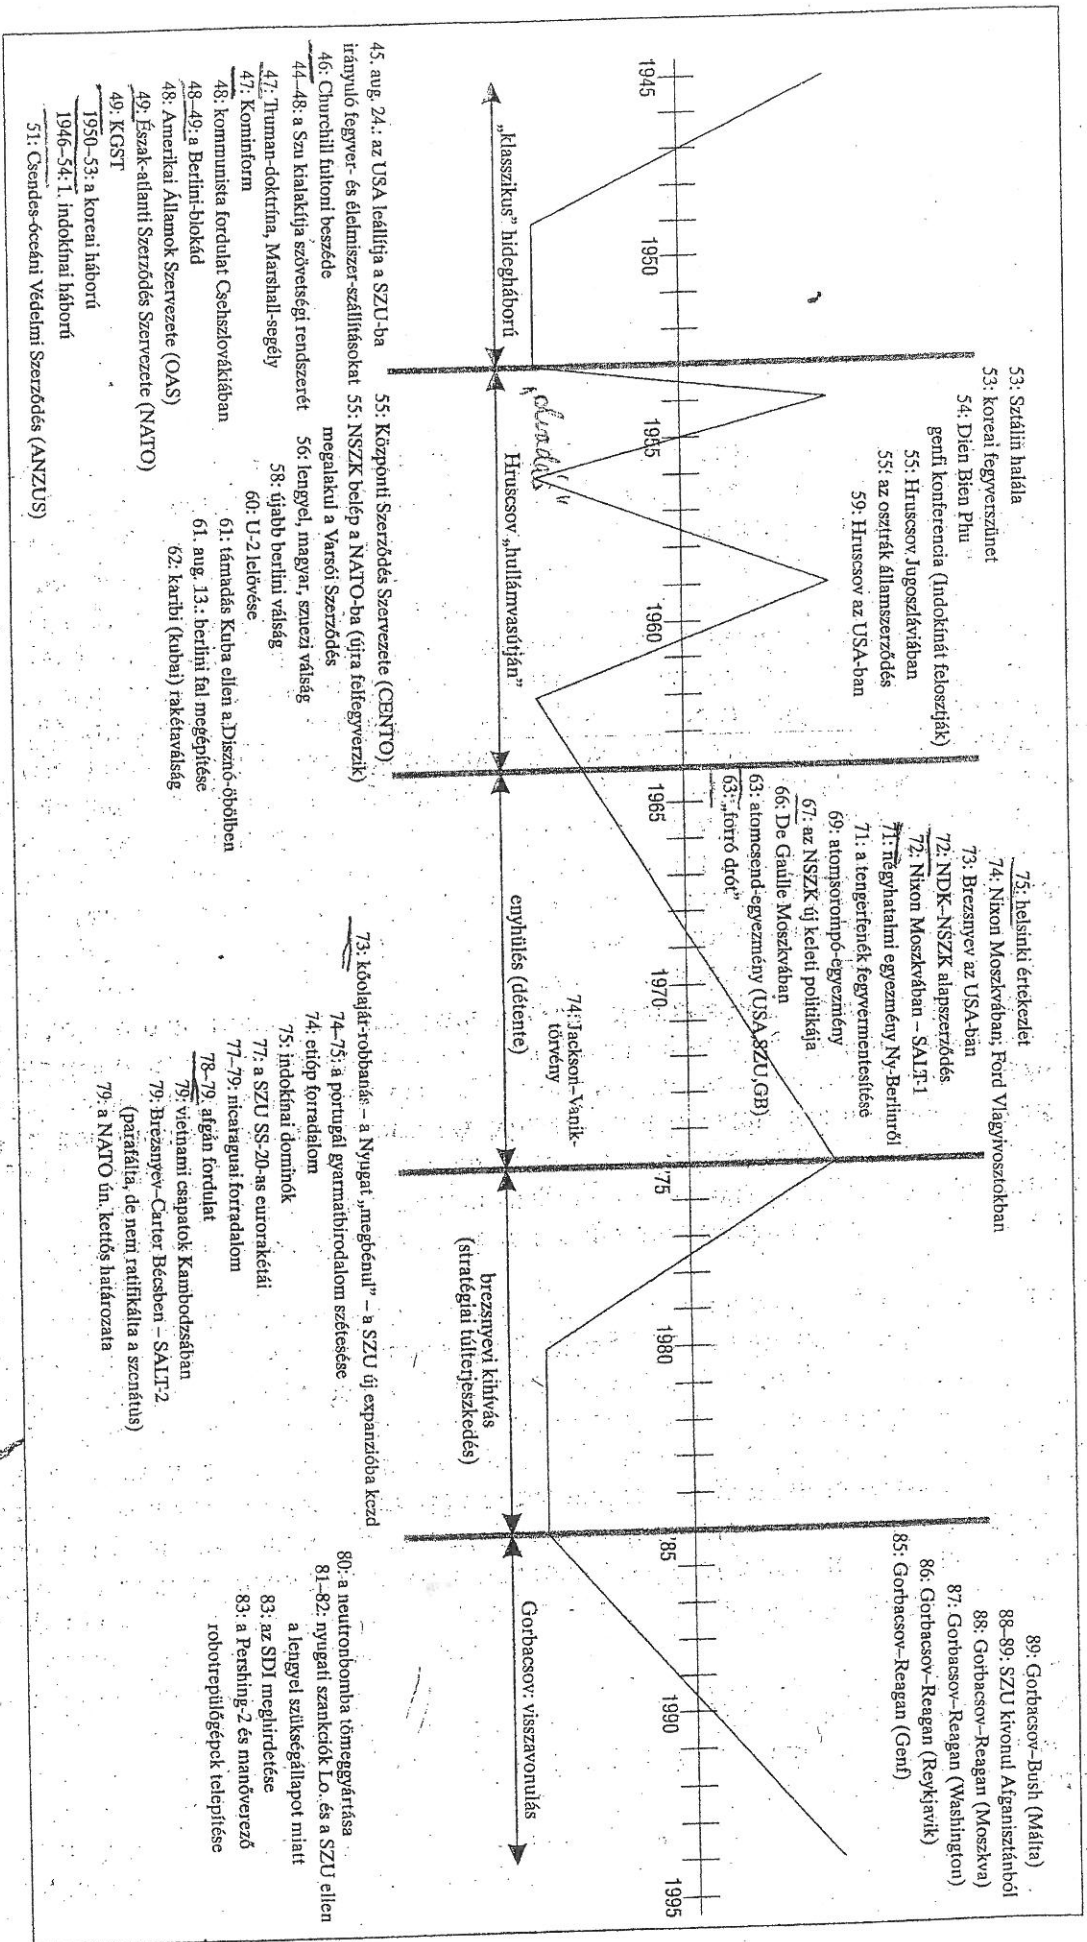 53: Sztálin halála
53: koreai fegyverszünet
54: Dien Bien Phu
genfi konferencia (Indokínát felosztják)
55: Hruscsov Jugoszláviában
55: az osztrák államszerződés
59: Hruscsov az USA-ban
75: helsinki értekezlet
74: Nixon Moszkvában, Ford Vlagyivosztokban
73: Brezsnyev az USA-ban
72: NDK–NSZK alapszerződés
72: Nixon Moszkvában – SALT-1
71: négyhatalmi egyezmény Ny-Berlinről
71: a tengerfenék fegyvermentesítése
69: atomsorompó-egyezmény
67: az NSZK új keleti politikája
66: De Gaulle Moszkvában
63: atomcsend-egyezmény (USA,SZU,GB)
63: „forró drót”
89: Gorbacsov–Bush (Málta)
88–89: SZU kivonul Afganisztánból
88: Gorbacsov–Reagan (Moszkva)
87: Gorbacsov–Reagan (Washington)
86: Gorbacsov–Reagan (Reykjavik)
85: Gorbacsov–Reagan (Genf)
1945
1950
1955
1960
1965
1970
'75
1980
'85
1990
1995
74: Jackson–Vanik-
törvény
„klasszikus” hidegháború
Hruscsov „hullámvasútján”
enyhülés (détente)
brezsnyevi kihívás
(stratégiai túlterjeszkedés)
Gorbacsov: visszavonulás
45. aug. 24.: az USA leállítja a SZU-ba
irányuló fegyver- és élelmiszer-szállításokat
46: Churchill fultoni beszéde
44–48: a Szu kialakítja szövetségi rendszerét
47: Truman-doktrína, Marshall-segély
47: Kominform
48: kommunista fordulat Csehszlovákiában
48–49: a Berlini-blokád
48: Amerikai Államok Szervezete (OAS)
49: Észak-atlanti Szerződés Szervezete (NATO)
49: KGST
1950–53: a koreai háború
1946–54: 1. indokínai háború
51: Csendes-óceáni Védelmi Szerződés (ANZUS)
55: Központi Szerződés Szervezete (CENTO)
55: NSZK belép a NATO-ba (újra felfegyverzik)
megalakul a Varsói Szerződés
56: lengyel, magyar, szuezi válság
58: újabb berlini válság
60: U-2 lelövése
61: támadás Kuba ellen a Disznó-öbölben
61. aug. 13.: berlini fal megépítése
62: karibi (kubai) rakétaválság
73: kőolajár-robbanás – a Nyugat „megbénul” – a SZU új expanzióba kezd
74–75: a portugál gyarmatbirodalom szétesése
74: etióp forradalom
75: indokínai dominók
77: a SZU SS-20-as eurorakétái
77–79: nicaraguai forradalom
78–79: afgán fordulat
79: vietnami csapatok Kambodzsában
79: Brezsnyev–Carter Bécsben – SALT-2
(parafálta, de nem ratifikálta a szenátus)
79: a NATO ún. kettős határozata
80: a neutronbomba tömeggyártása
81–82: nyugati szankciók Lo. és a SZU ellen
a lengyel szükségállapot miatt
83: az SDI meghirdetése
83: a Pershing-2 és manőverező
robotrepülőgépek telepítése